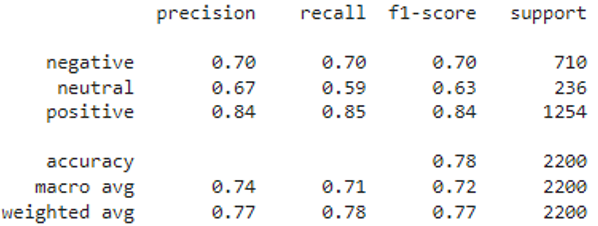 precision recall f1-score support
negative 0.70 0.70 0.70 710
neutral 0.67 0.59 0.63 236
positive 0.84 0.85 0.84 1254
accuracy 0.78 2200
macro avg 0.74 0.71 0.72 2200
weighted avg 0.77 0.78 0.77 2200